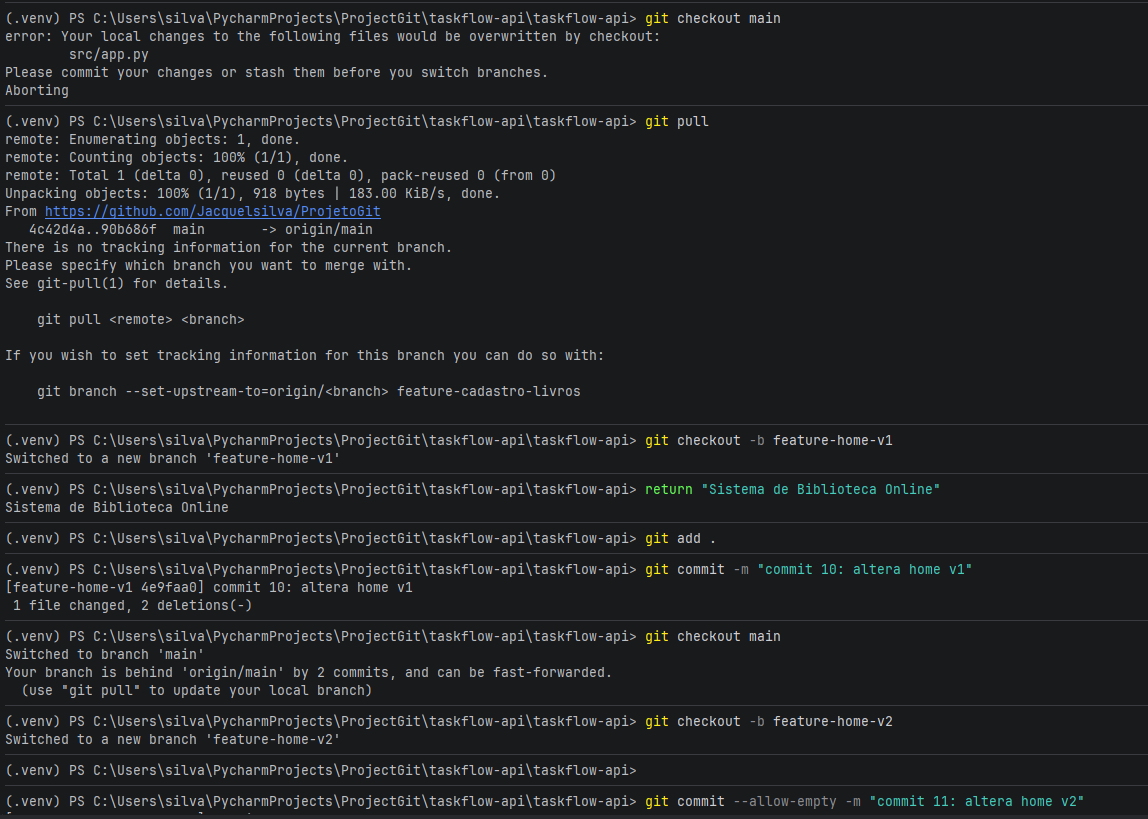 (.venv) PS C:\Users\silva\PycharmProjects\ProjectGit\taskflow-api\taskflow-api> git checkout main
error: Your local changes to the following files would be overwritten by checkout:
        src/app.py
Please commit your changes or stash them before you switch branches.
Aborting
(.venv) PS C:\Users\silva\PycharmProjects\ProjectGit\taskflow-api\taskflow-api> git pull
remote: Enumerating objects: 1, done.
remote: Counting objects: 100% (1/1), done.
remote: Total 1 (delta 0), reused 0 (delta 0), pack-reused 0 (from 0)
Unpacking objects: 100% (1/1), 918 bytes | 183.00 KiB/s, done.
From https://github.com/Jacquelsilva/ProjetoGit
   4c42d4a..90b686f  main       -> origin/main
There is no tracking information for the current branch.
Please specify which branch you want to merge with.
See git-pull(1) for details.
    git pull <remote> <branch>
If you wish to set tracking information for this branch you can do so with:
    git branch --set-upstream-to=origin/<branch> feature-cadastro-livros
(.venv) PS C:\Users\silva\PycharmProjects\ProjectGit\taskflow-api\taskflow-api> git checkout -b feature-home-v1
Switched to a new branch 'feature-home-v1'
(.venv) PS C:\Users\silva\PycharmProjects\ProjectGit\taskflow-api\taskflow-api> return "Sistema de Biblioteca Online"
Sistema de Biblioteca Online
(.venv) PS C:\Users\silva\PycharmProjects\ProjectGit\taskflow-api\taskflow-api> git add .
(.venv) PS C:\Users\silva\PycharmProjects\ProjectGit\taskflow-api\taskflow-api> git commit -m "commit 10: altera home v1"
[feature-home-v1 4e9faa0] commit 10: altera home v1
 1 file changed, 2 deletions(-)
(.venv) PS C:\Users\silva\PycharmProjects\ProjectGit\taskflow-api\taskflow-api> git checkout main
Switched to branch 'main'
Your branch is behind 'origin/main' by 2 commits, and can be fast-forwarded.
  (use "git pull" to update your local branch)
(.venv) PS C:\Users\silva\PycharmProjects\ProjectGit\taskflow-api\taskflow-api> git checkout -b feature-home-v2
Switched to a new branch 'feature-home-v2'
(.venv) PS C:\Users\silva\PycharmProjects\ProjectGit\taskflow-api\taskflow-api>
(.venv) PS C:\Users\silva\PycharmProjects\ProjectGit\taskflow-api\taskflow-api> git commit --allow-empty -m "commit 11: altera home v2"